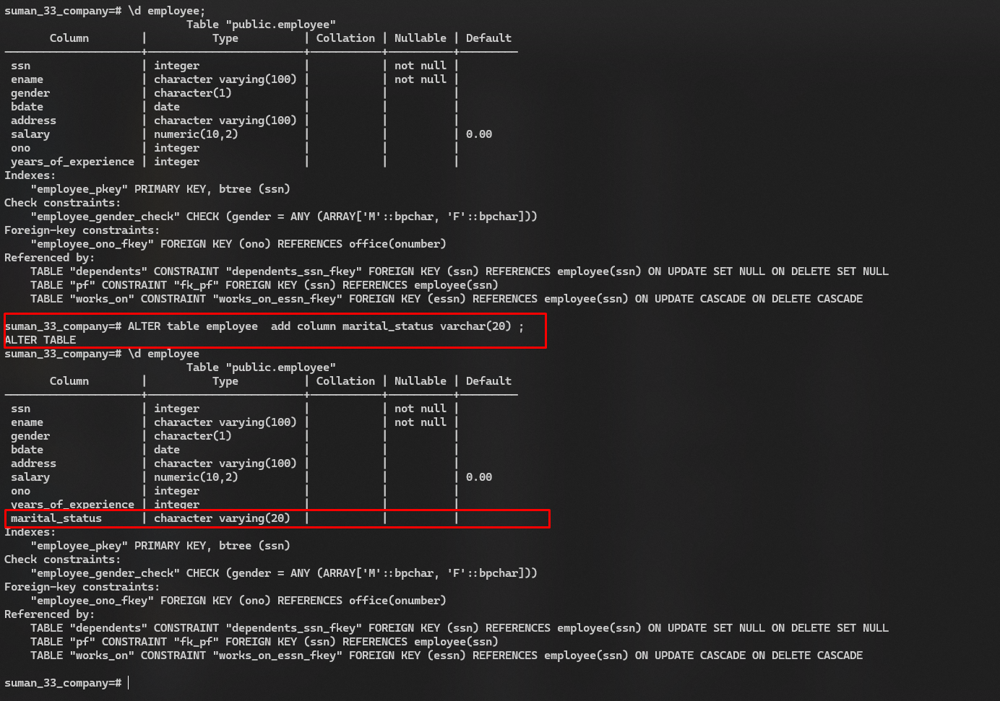 suman_33_company=# \d employee;
Table "public.employee"
Column | Type | Collation | Nullable | Default
-------------------+------------------------+-----------+----------+---------
ssn | integer | | not null |
ename | character varying(100) | | not null |
gender | character(1) | | |
bdate | date | | |
address | character varying(100) | | |
salary | numeric(10,2) | | | 0.00
ono | integer | | |
years_of_experience | integer | | |
Indexes:
"employee_pkey" PRIMARY KEY, btree (ssn)
Check constraints:
"employee_gender_check" CHECK (gender = ANY (ARRAY['M'::bpchar, 'F'::bpchar]))
Foreign-key constraints:
"employee_ono_fkey" FOREIGN KEY (ono) REFERENCES office(onumber)
Referenced by:
TABLE "dependents" CONSTRAINT "dependents_ssn_fkey" FOREIGN KEY (ssn) REFERENCES employee(ssn) ON UPDATE SET NULL ON DELETE SET NULL
TABLE "pf" CONSTRAINT "fk_pf" FOREIGN KEY (ssn) REFERENCES employee(ssn)
TABLE "works_on" CONSTRAINT "works_on_essn_fkey" FOREIGN KEY (essn) REFERENCES employee(ssn) ON UPDATE CASCADE ON DELETE CASCADE
suman_33_company=# ALTER table employee  add column marital_status varchar(20) ;
ALTER TABLE
suman_33_company=# \d employee
Table "public.employee"
Column | Type | Collation | Nullable | Default
-------------------+------------------------+-----------+----------+---------
ssn | integer | | not null |
ename | character varying(100) | | not null |
gender | character(1) | | |
bdate | date | | |
address | character varying(100) | | |
salary | numeric(10,2) | | | 0.00
ono | integer | | |
years_of_experience | integer | | |
marital_status | character varying(20) | | |
Indexes:
"employee_pkey" PRIMARY KEY, btree (ssn)
Check constraints:
"employee_gender_check" CHECK (gender = ANY (ARRAY['M'::bpchar, 'F'::bpchar]))
Foreign-key constraints:
"employee_ono_fkey" FOREIGN KEY (ono) REFERENCES office(onumber)
Referenced by:
TABLE "dependents" CONSTRAINT "dependents_ssn_fkey" FOREIGN KEY (ssn) REFERENCES employee(ssn) ON UPDATE SET NULL ON DELETE SET NULL
TABLE "pf" CONSTRAINT "fk_pf" FOREIGN KEY (ssn) REFERENCES employee(ssn)
TABLE "works_on" CONSTRAINT "works_on_essn_fkey" FOREIGN KEY (essn) REFERENCES employee(ssn) ON UPDATE CASCADE ON DELETE CASCADE
suman_33_company=#